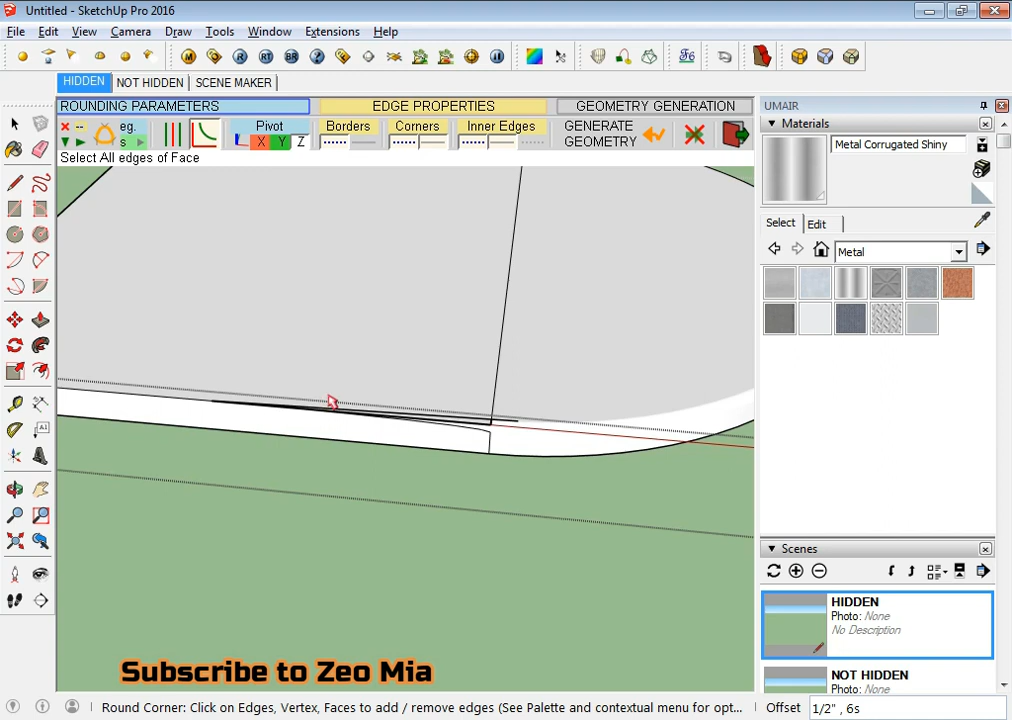 Untitled - SketchUp Pro 2016
File Edit View Camera Draw Tools Window Extensions Help
HIDDEN NOT HIDDEN SCENE MAKER
ROUNDING PARAMETERS EDGE PROPERTIES GEOMETRY GENERATION
eg. s Pivot X Y Z Borders Corners Inner Edges GENERATE GEOMETRY
Select All edges of Face
UMAIR
Materials
Metal Corrugated Shiny
Select Edit
Metal
Scenes
HIDDEN
Photo: None
No Description
NOT HIDDEN
Photo: None
Subscribe to Zeo Mia
Round Corner: Click on Edges, Vertex, Faces to add / remove edges (See Palette and contextual menu for opt... Offset 1/2" , 6s